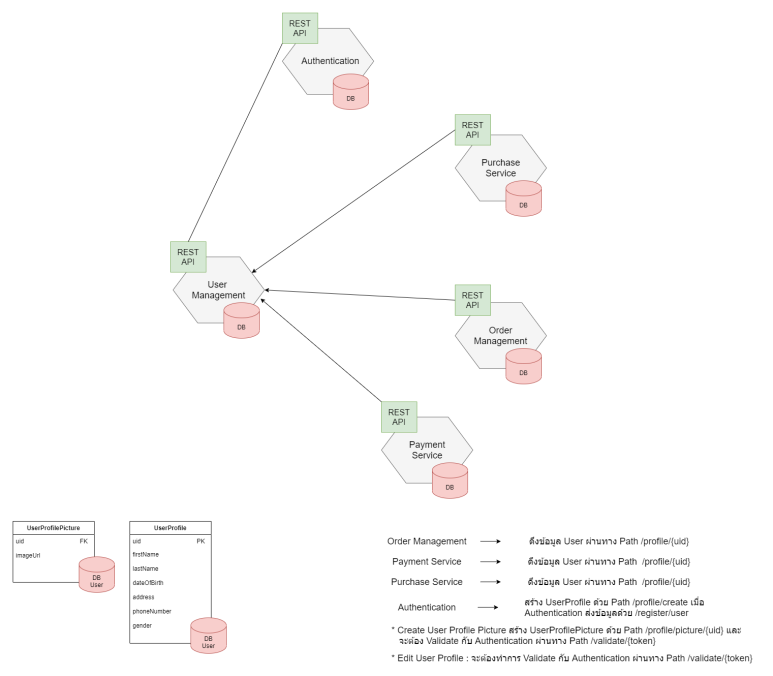 REST
API
Authentication
DB
REST
API
Purchase
Service
DB
REST
API
User
Management
DB
REST
API
Order
Management
DB
REST
API
Payment
Service
DB
UserProfilePicture
uid FK
imageUrl
DB
User
UserProfile
uid PK
firstName
lastName
dateOfBirth
address
phoneNumber
gender
DB
User
Order Management ดึงข้อมูล User ผ่านทาง Path /profile/{uid}
Payment Service ดึงข้อมูล User ผ่านทาง Path /profile/{uid}
Purchase Service ดึงข้อมูล User ผ่านทาง Path /profile/{uid}
Authentication สร้าง UserProfile ด้วย Path /profile/create เมื่อ
Authentication ส่งข้อมูลด้วย /register/user
* Create User Profile Picture สร้าง UserProfilePicture ด้วย Path /profile/picture/{uid} และ
จะต้อง Validate กับ Authentication ผ่านทาง Path /validate/{token}
* Edit User Profile : จะต้องทำการ Validate กับ Authentication ผ่านทาง Path /validate/{token}